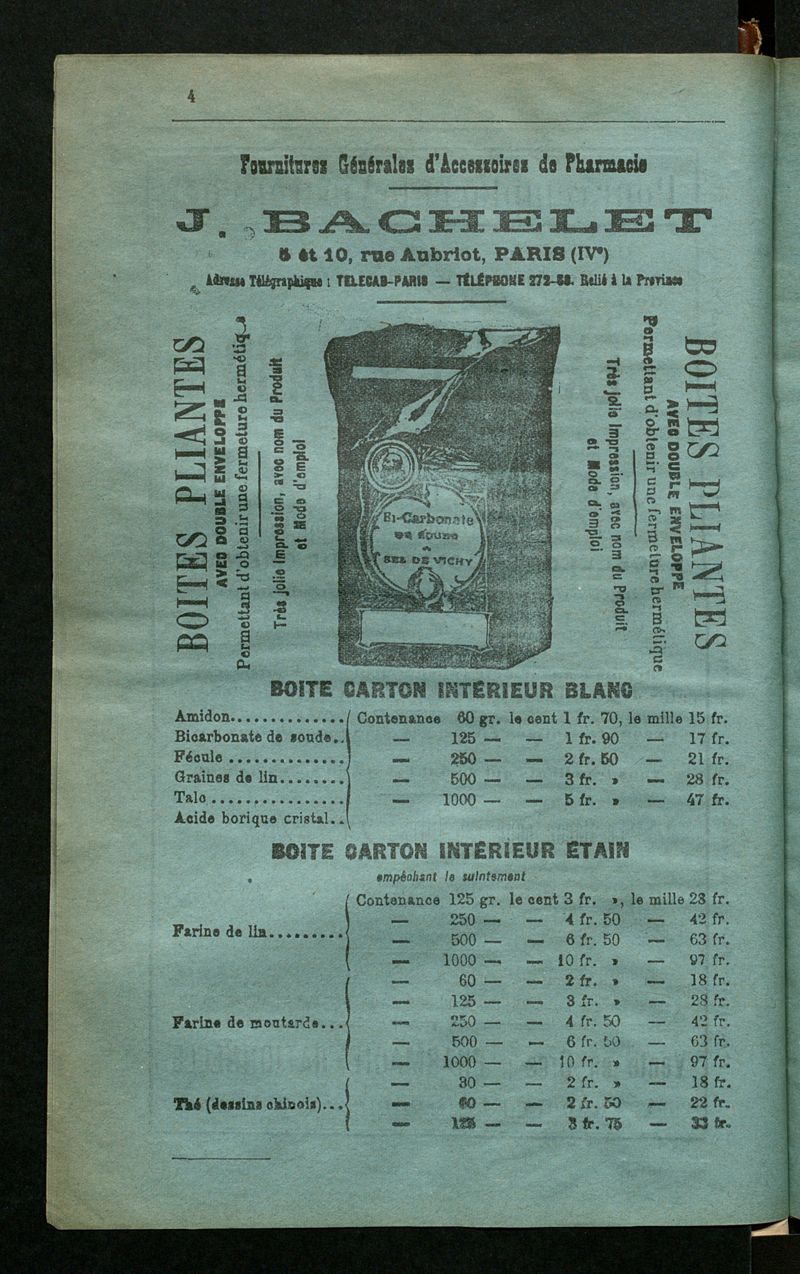 4
Fournitures Générales d'Accessoires de Pharmacie
J. BACHELET
8 et 10, rue Aubriot, PARIS (IVe)
Adresse Télégraphique : TELEGAB-PARIS — TÉLÉPHONE 272-58. Relié à la Province
BOITES PLIANTES
AVEC DOUBLE ENVELOPPE
Permettant d'obtenir une fermeture hermétique
Très jolie Impression, avec nom du Produit
et Mode d'emploi
Bi-Carbonate
DE SOUDE
SEL DE VICHY
Très jolie Impression, avec nom du Produit
et Mode d'emploi
Permettant d'obtenir une fermeture hermétique
AVEC DOUBLE ENVELOPPE
BOITES PLIANTES
BOITE CARTON INTÉRIEUR BLANC
Amidon.............. Contenance 60 gr. le cent 1 fr. 70, le mille 15 fr.
Bicarbonate de soude.. — 125 — — 1 fr. 90 — 17 fr.
Fécule .............. — 250 — — 2 fr. 50 — 21 fr.
Graines de lin........ — 500 — — 3 fr. » — 28 fr.
Talc ................ — 1000 — — 5 fr. » — 47 fr.
Acide borique cristal..
BOITE CARTON INTÉRIEUR ÉTAIN
empêchant le suintement
Contenance 125 gr. le cent 3 fr. », le mille 28 fr.
— 250 — — 4 fr. 50 — 42 fr.
Farine de lin.........
— 500 — — 6 fr. 50 — 63 fr.
— 1000 — — 10 fr. » — 97 fr.
— 60 — — 2 fr. » — 18 fr.
— 125 — — 3 fr. » — 28 fr.
Farine de moutarde... — 250 — — 4 fr. 50 — 42 fr.
— 500 — — 6 fr. 50 — 63 fr.
— 1000 — — 10 fr. » — 97 fr.
— 30 — — 2 fr. » — 18 fr.
Thé (dessins chinois)... — 60 — — 2 fr. 50 — 22 fr.
— 125 — — 3 fr. 75 — 33 fr.